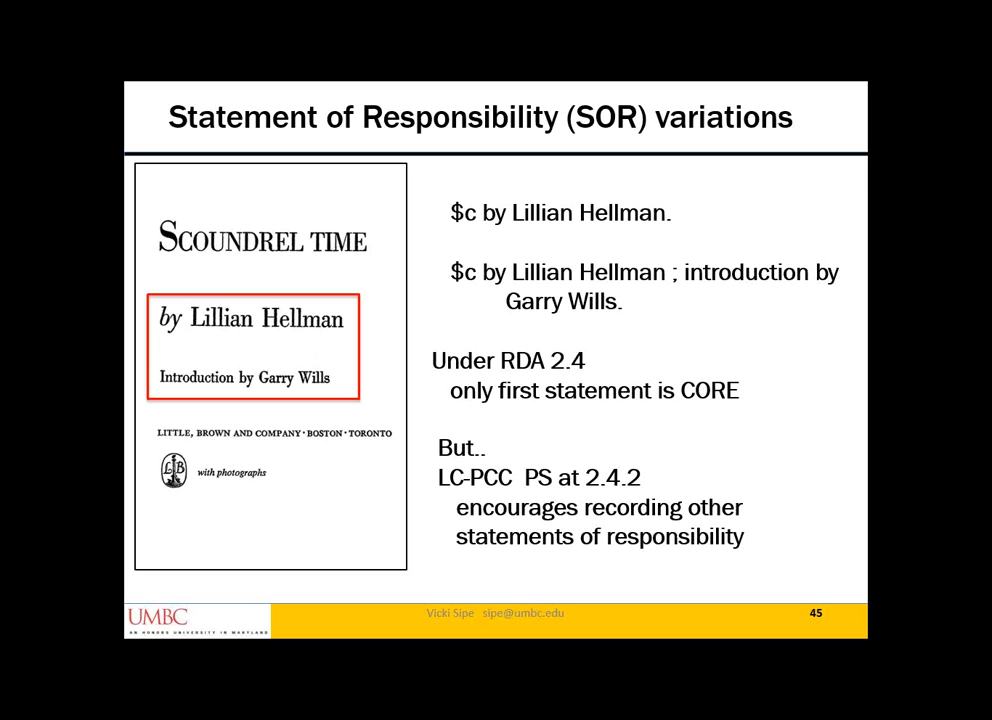 Statement of Responsibility (SOR) variations
SCOUNDREL TIME
by Lillian Hellman
Introduction by Garry Wills
LITTLE, BROWN AND COMPANY · BOSTON · TORONTO
LB
with photographs
$c by Lillian Hellman.
$c by Lillian Hellman ; introduction by
Garry Wills.
Under RDA 2.4
only first statement is CORE
But..
LC-PCC PS at 2.4.2
encourages recording other
statements of responsibility
UMBC
AN HONORS UNIVERSITY IN MARYLAND
Vicki Sipe sipe@umbc.edu
45